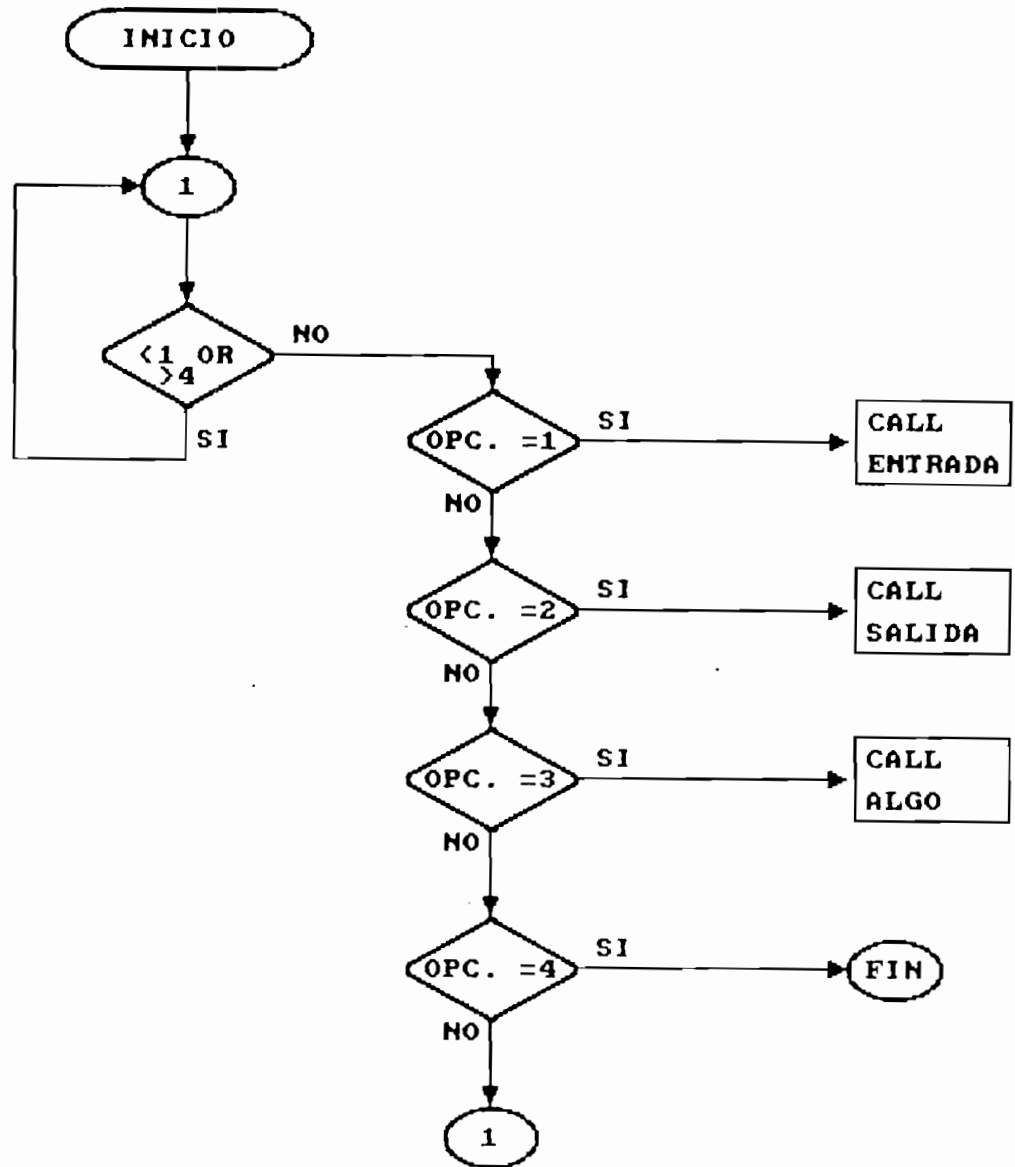 INICIO
1
<1 OR
>4
NO
SI
OPC. =1
SI
CALL
ENTRADA
NO
OPC. =2
SI
CALL
SALIDA
NO
OPC. =3
SI
CALL
ALGO
NO
OPC. =4
SI
FIN
NO
1